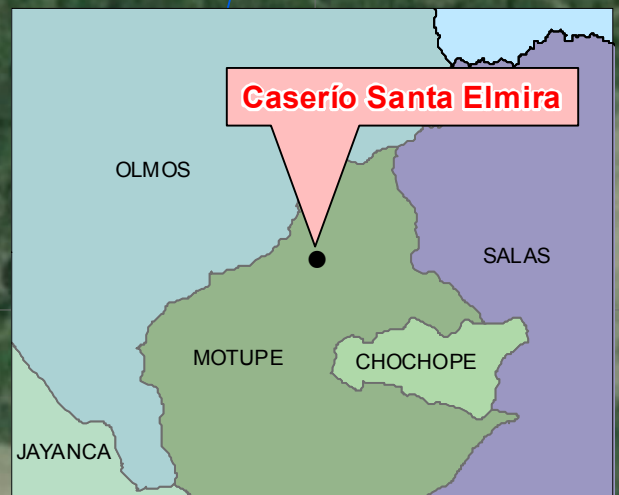 Caserío Santa Elmira
OLMOS
SALAS
MOTUPE
CHOCHOPE
JAYANCA